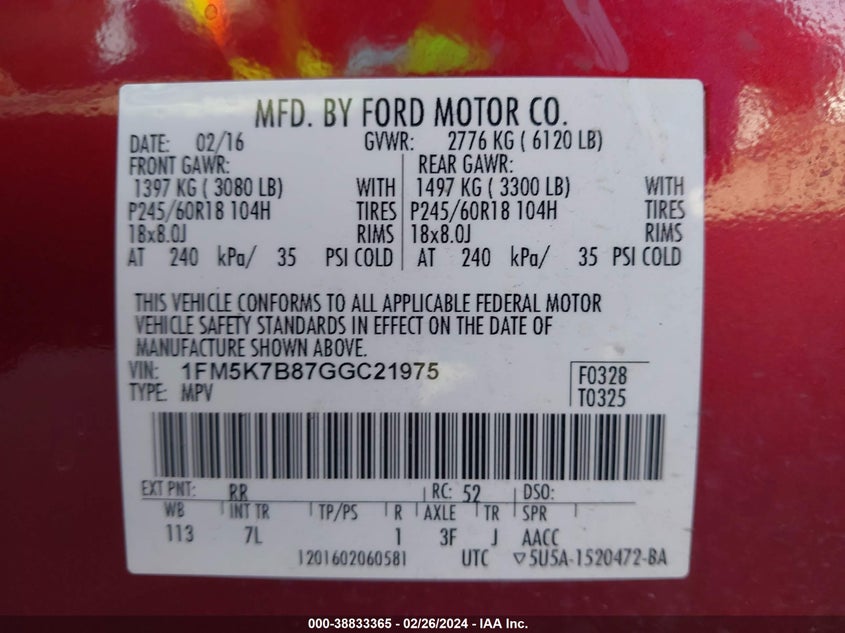 MFD. BY FORD MOTOR CO.
DATE: 02/16 GVWR: 2776 KG ( 6120 LB)
FRONT GAWR: REAR GAWR:
1397 KG ( 3080 LB) WITH 1497 KG ( 3300 LB) WITH
P245/60R18 104H TIRES P245/60R18 104H TIRES
18x8.0J RIMS 18x8.0J RIMS
AT 240 kPa/ 35 PSI COLD AT 240 kPa/ 35 PSI COLD
THIS VEHICLE CONFORMS TO ALL APPLICABLE FEDERAL MOTOR
VEHICLE SAFETY STANDARDS IN EFFECT ON THE DATE OF
MANUFACTURE SHOWN ABOVE.
VIN: 1FM5K7B87GGC21975 F0328
TYPE: MPV T0325
EXT PNT: RR RC: 52 DSO:
WB INT TR TP/PS R AXLE TR SPR
113 7L 1 3F J AACC
1201602060581 UTC ▽5U5A-1520472-BA
000-38833365 - 02/26/2024 - IAA Inc.